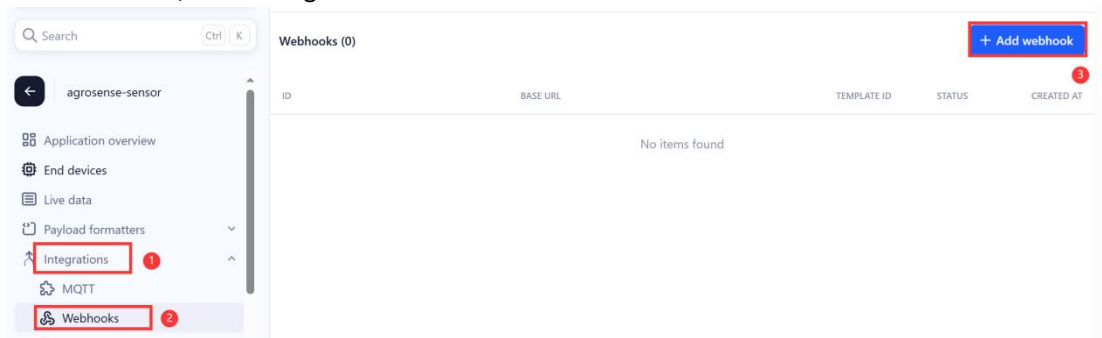 Search Ctrl K
Webhooks (0)
+ Add webhook
3
agrosense-sensor
ID BASE URL TEMPLATE ID STATUS CREATED AT
Application overview
No items found
End devices
Live data
Payload formatters
Integrations 1
MQTT
Webhooks 2